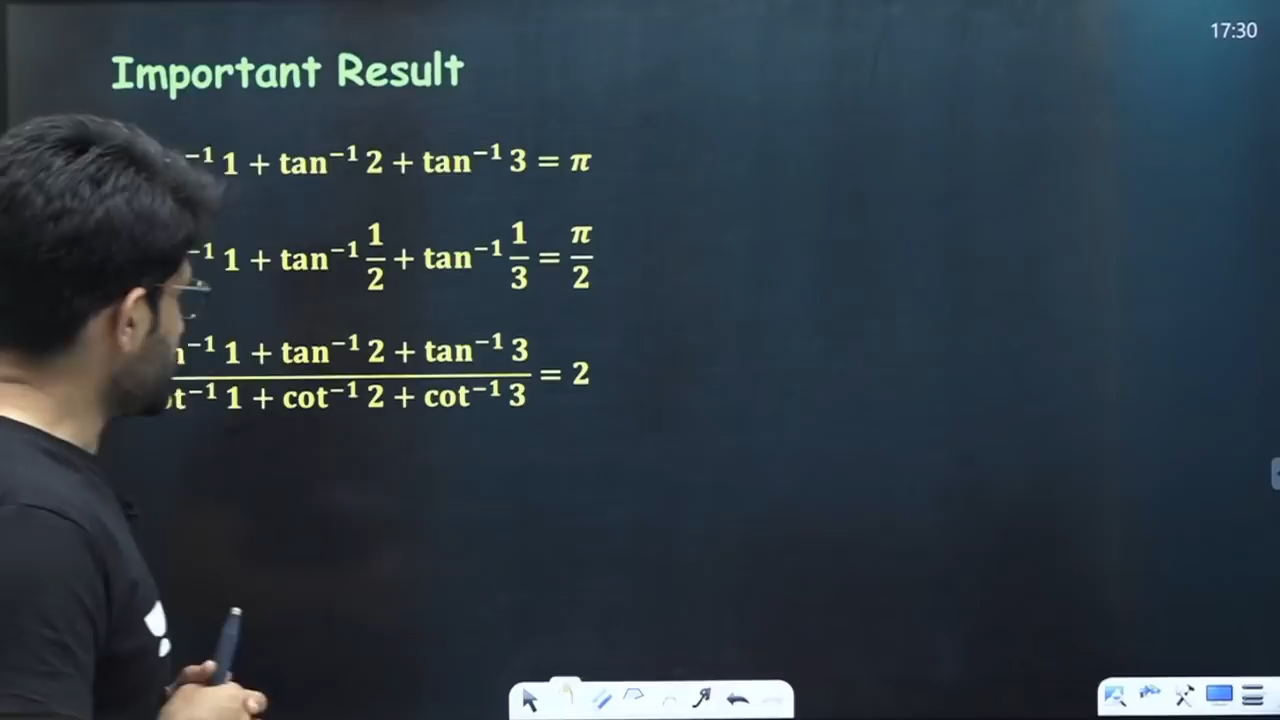 17:30
Important Result
⁻¹ 1 + tan⁻¹ 2 + tan⁻¹ 3 = π
⁻¹ 1 + tan⁻¹ 1/2 + tan⁻¹ 1/3 = π/2
n⁻¹ 1 + tan⁻¹ 2 + tan⁻¹ 3
ot⁻¹ 1 + cot⁻¹ 2 + cot⁻¹ 3 = 2